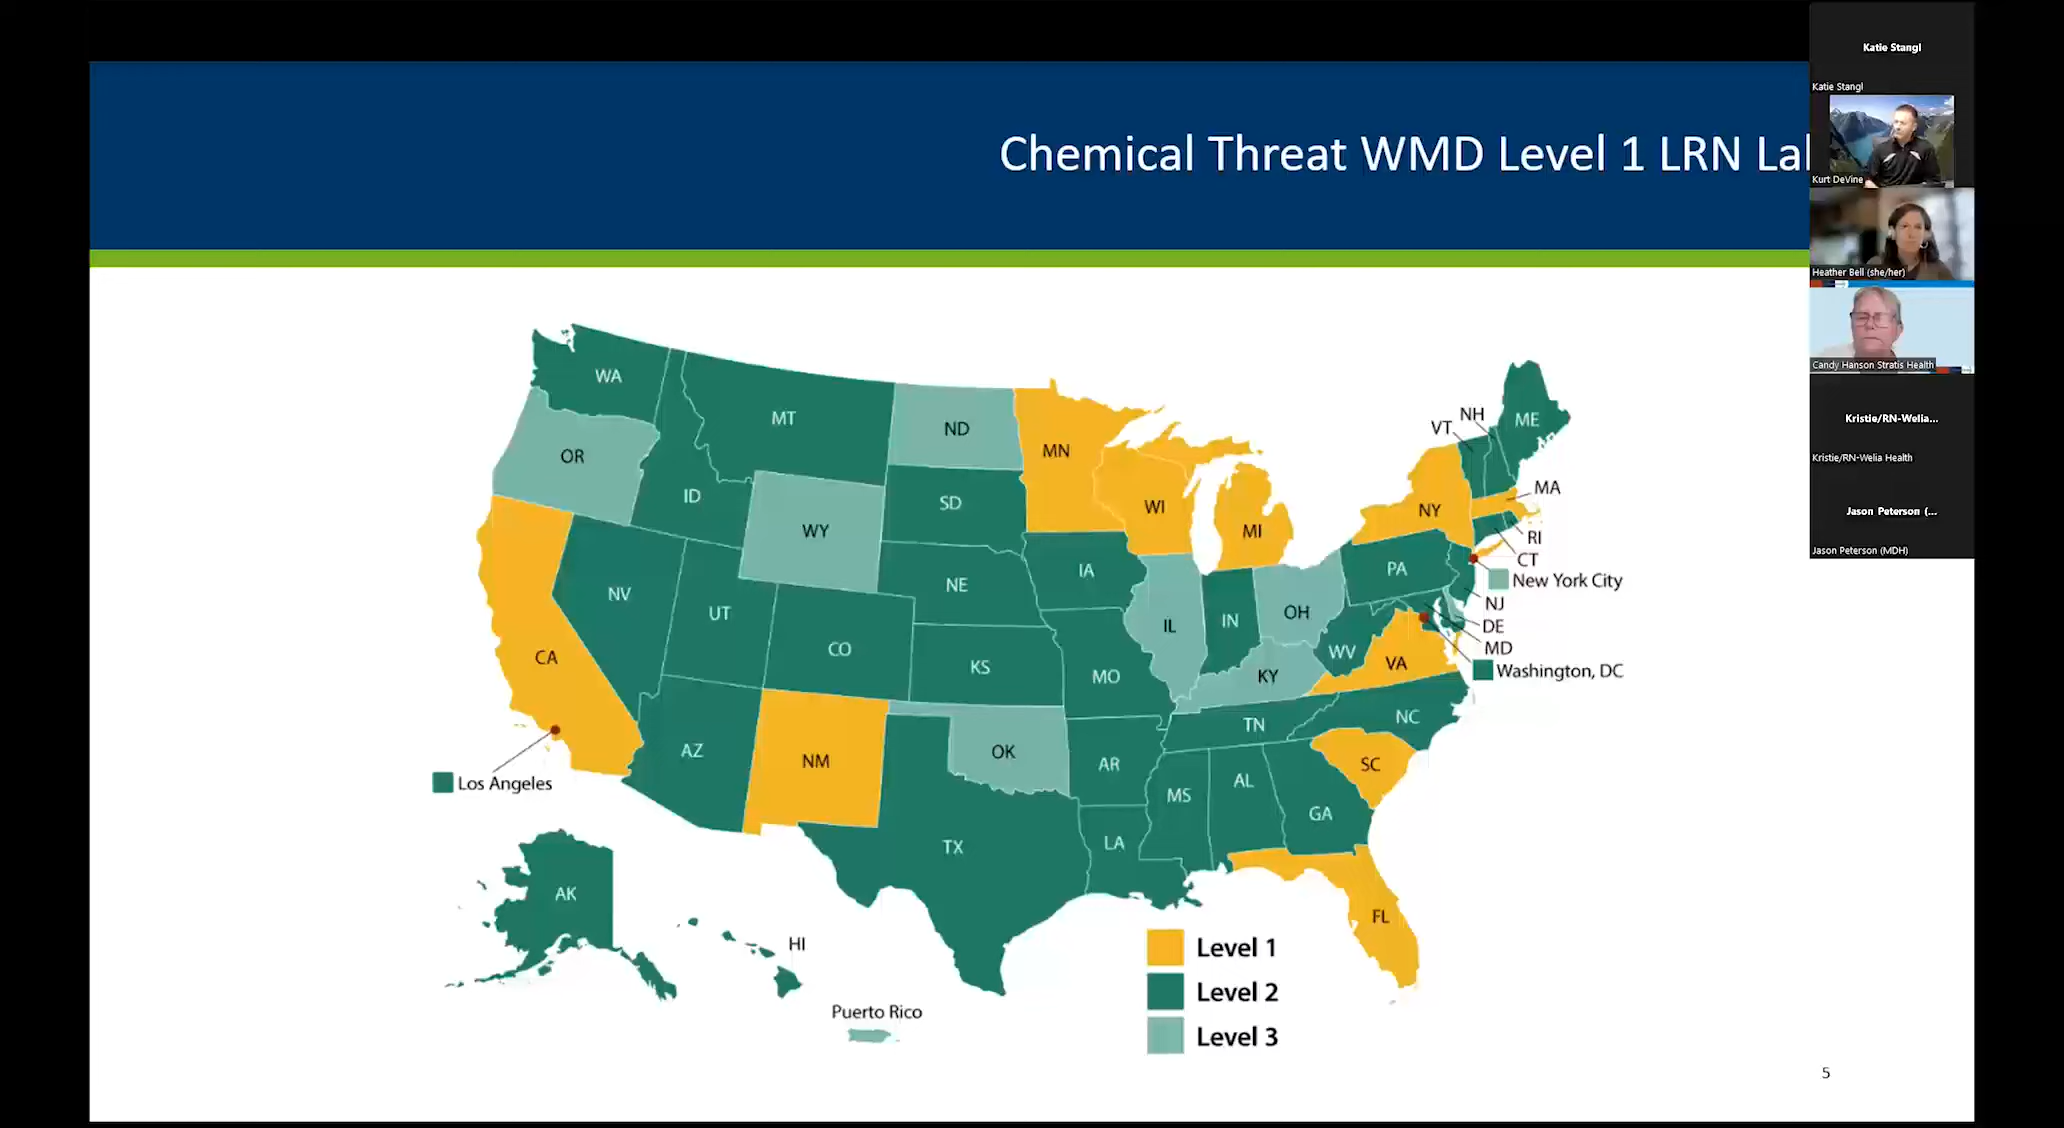 Katie Stangl
Katie Stangl
Kurt DeVine
Heather Bell (she/her)
Candy Hanson Stratis Health
Kristie/RN-Welia...
Kristie/RN-Welia Health
Jason Peterson (...
Jason Peterson (MDH)
Chemical Threat WMD Level 1 LRN
WA
MT
ND
MN
OR
ID
WY
SD
WI
MI
NY
VT
NH
ME
MA
RI
CT
New York City
NJ
DE
MD
Washington, DC
NV
UT
CO
NE
IA
IL
IN
OH
PA
WV
VA
CA
KS
MO
KY
Los Angeles
AZ
NM
OK
AR
TN
NC
SC
MS
AL
GA
TX
LA
FL
AK
HI
Puerto Rico
Level 1
Level 2
Level 3
5